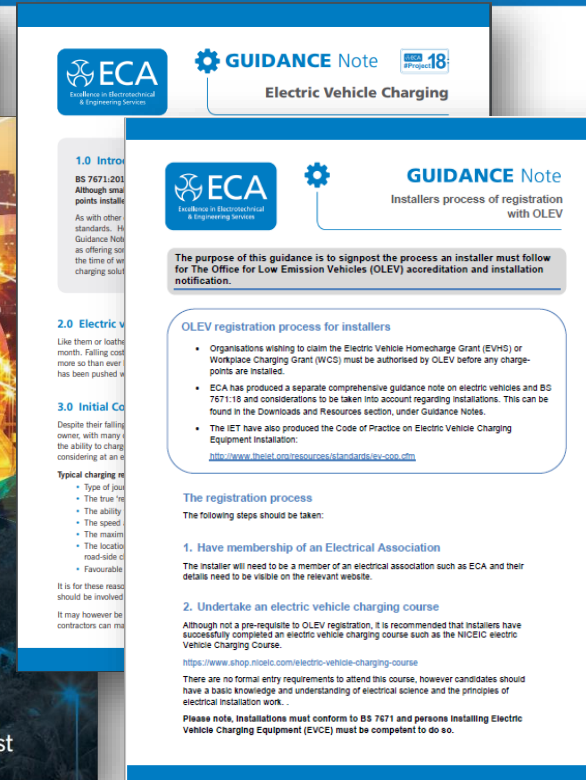 ECA
Excellence in Electrotechnical
& Engineering Services
GUIDANCE Note
ECA
#Project 18
Electric Vehicle Charging
1.0
BS 7671:201
Although
points
As with other
standards.
Guidance Note
as offering
the time of
charging
2.0 Electric
Like them or
month. Falling
more so than ever
has been pushed
3.0 Initial
Despite their falling
owner, with many
the ability to charge
considering at an
Typical charging
• Type of
• The true
• The ability
• The speed
• The
• The
road-side
• Favourable
It is for these
should be involved
It may however be
contractors can
st
ECA
Excellence in Electrotechnical
& Engineering Services
GUIDANCE Note
Installers process of registration
with OLEV
The purpose of this guidance is to signpost the process an installer must follow
for The Office for Low Emission Vehicles (OLEV) accreditation and installation
notification.
OLEV registration process for installers
• Organisations wishing to claim the Electric Vehicle Homecharge Grant (EVHS) or
Workplace Charging Grant (WCS) must be authorised by OLEV before any charge-
points are installed.
• ECA has produced a separate comprehensive guidance note on electric vehicles and BS
7671:18 and considerations to be taken into account regarding installations. This can be
found in the Downloads and Resources section, under Guidance Notes.
• The IET have also produced the Code of Practice on Electric Vehicle Charging
Equipment Installation:
http://www.theiet.org/resources/standards/ev-cop.cfm
The registration process
The following steps should be taken:
1. Have membership of an Electrical Association
The installer will need to be a member of an electrical association such as ECA and their
details need to be visible on the relevant website.
2. Undertake an electric vehicle charging course
Although not a pre-requisite to OLEV registration, it is recommended that installers have
successfully completed an electric vehicle charging course such as the NICEIC electric
Vehicle Charging Course.
https://www.shop.niceic.com/electric-vehicle-charging-course
There are no formal entry requirements to attend this course, however candidates should
have a basic knowledge and understanding of electrical science and the principles of
electrical installation work. .
Please note, installations must conform to BS 7671 and persons installing Electric
Vehicle Charging Equipment (EVCE) must be competent to do so.